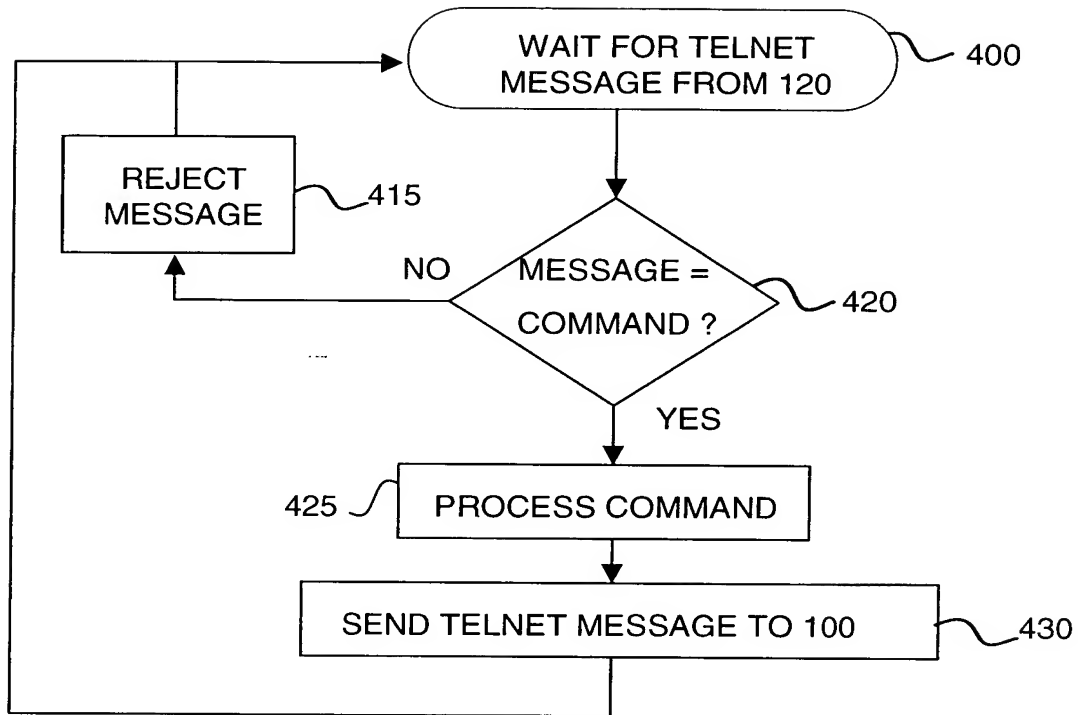 WAIT FOR TELNET
MESSAGE FROM 120
400
REJECT
MESSAGE
415
NO
MESSAGE =
COMMAND ?
420
YES
425
PROCESS COMMAND
SEND TELNET MESSAGE TO 100
430